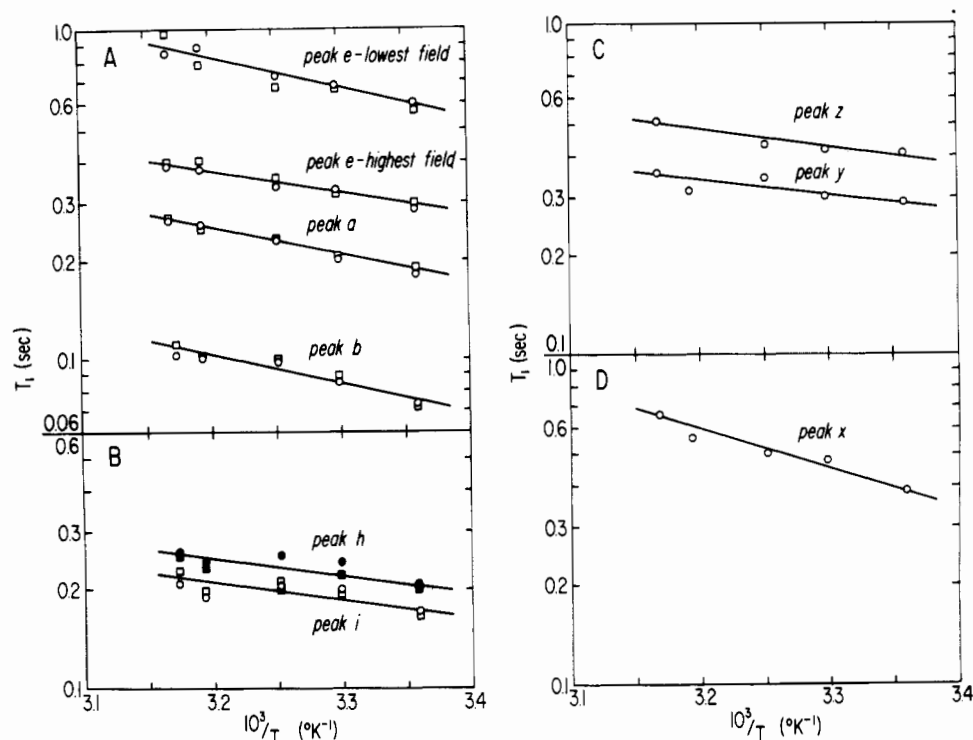 A
1.0
0.6
0.3
0.2
0.1
0.06
T₁ (sec)
peak e-lowest field
peak e-highest field
peak a
peak b
B
0.6
0.3
0.2
0.1
peak h
peak i
3.1 3.2 3.3 3.4
10³/T (°K⁻¹)
C
1.0
0.6
0.3
0.2
0.1
T₁ (sec)
peak z
peak y
D
1.0
0.6
0.3
0.2
0.1
peak x
3.1 3.2 3.3 3.4
10³/T (°K⁻¹)